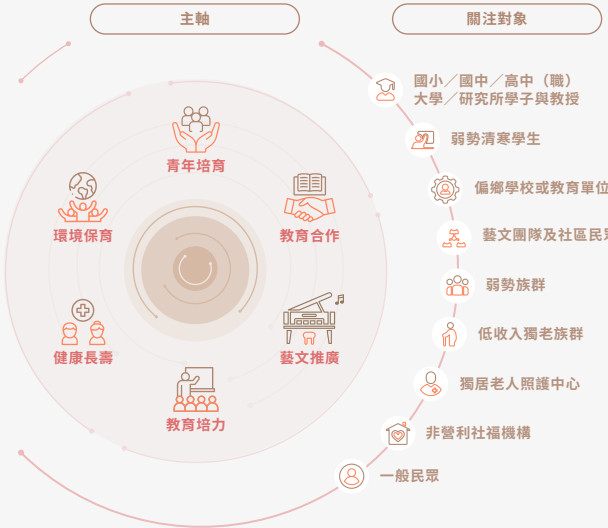 主軸
關注對象
青年培育
環境保育
教育合作
健康長壽
藝文推廣
教育培力
國小／國中／高中（職）
大學／研究所學子與教授
弱勢清寒學生
偏鄉學校或教育單位
藝文團隊及社區民眾
弱勢族群
低收入獨老族群
獨居老人照護中心
非營利社福機構
一般民眾